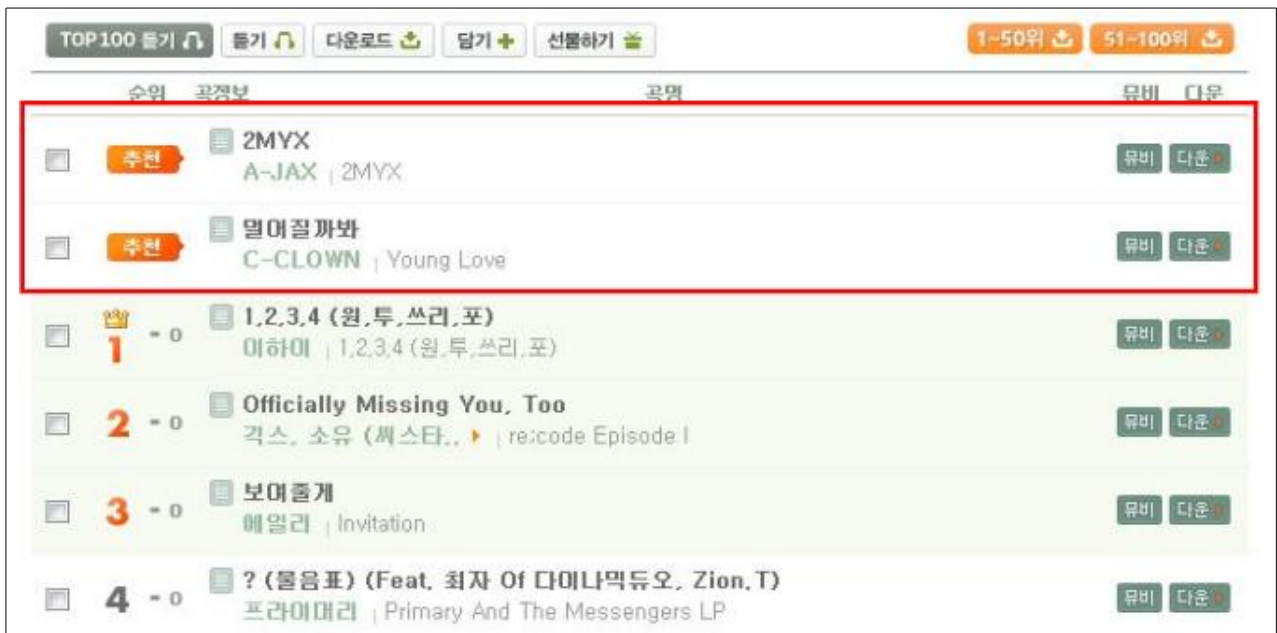 TOP100 듣기 듣기 다운로드 담기 선물하기 1~50위 51~100위
순위 곡정보 곡명 뮤비 다운
추천 2MYX 뮤비 다운
A-JAX | 2MYX
추천 멀어질까봐 뮤비 다운
C-CLOWN | Young Love
1 - 0 1,2,3,4 (원,투,쓰리,포) 뮤비 다운
이하이 | 1,2,3,4 (원,투,쓰리,포)
2 - 0 Officially Missing You, Too 뮤비 다운
긱스, 소유 (씨스타.. | re;code Episode I
3 - 0 보여줄게 뮤비 다운
에일리 | Invitation
4 - 0 ? (물음표) (Feat. 최자 Of 다이나믹듀오, Zion.T) 뮤비 다운
프라이머리 | Primary And The Messengers LP